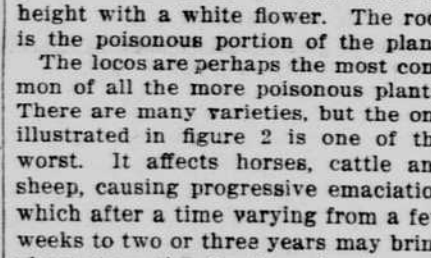 height with a white flower. The roo
is the poisonous portion of the plan
The locos are perhaps the most com
mon of all the more poisonous plant
There are many varieties, but the on
illustrated in figure 2 is one of th
worst. It affects horses, cattle an
sheep, causing progressive emaciatio
which after a time varying from a fe
weeks to two or three years may brin